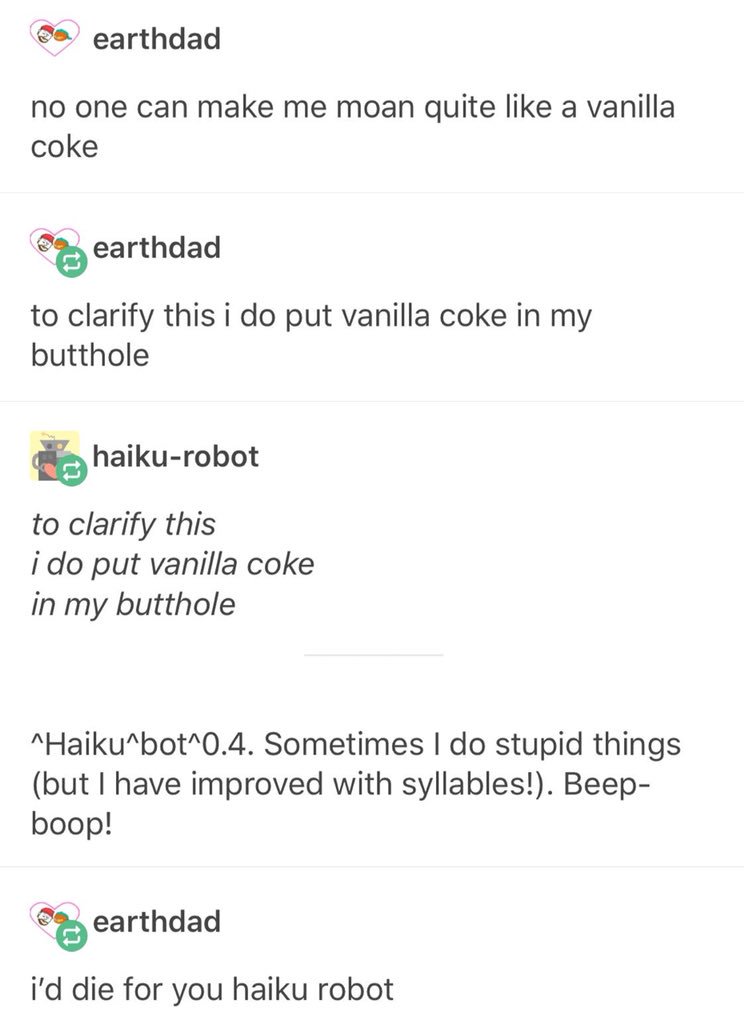 earthdad
no one can make me moan quite like a vanilla
coke
earthdad
to clarify this i do put vanilla coke in my
butthole
haiku-robot
to clarify this
i do put vanilla coke
in my butthole
^Haiku^bot^0.4. Sometimes I do stupid things
(but I have improved with syllables!). Beep-
boop!
earthdad
i’d die for you haiku robot